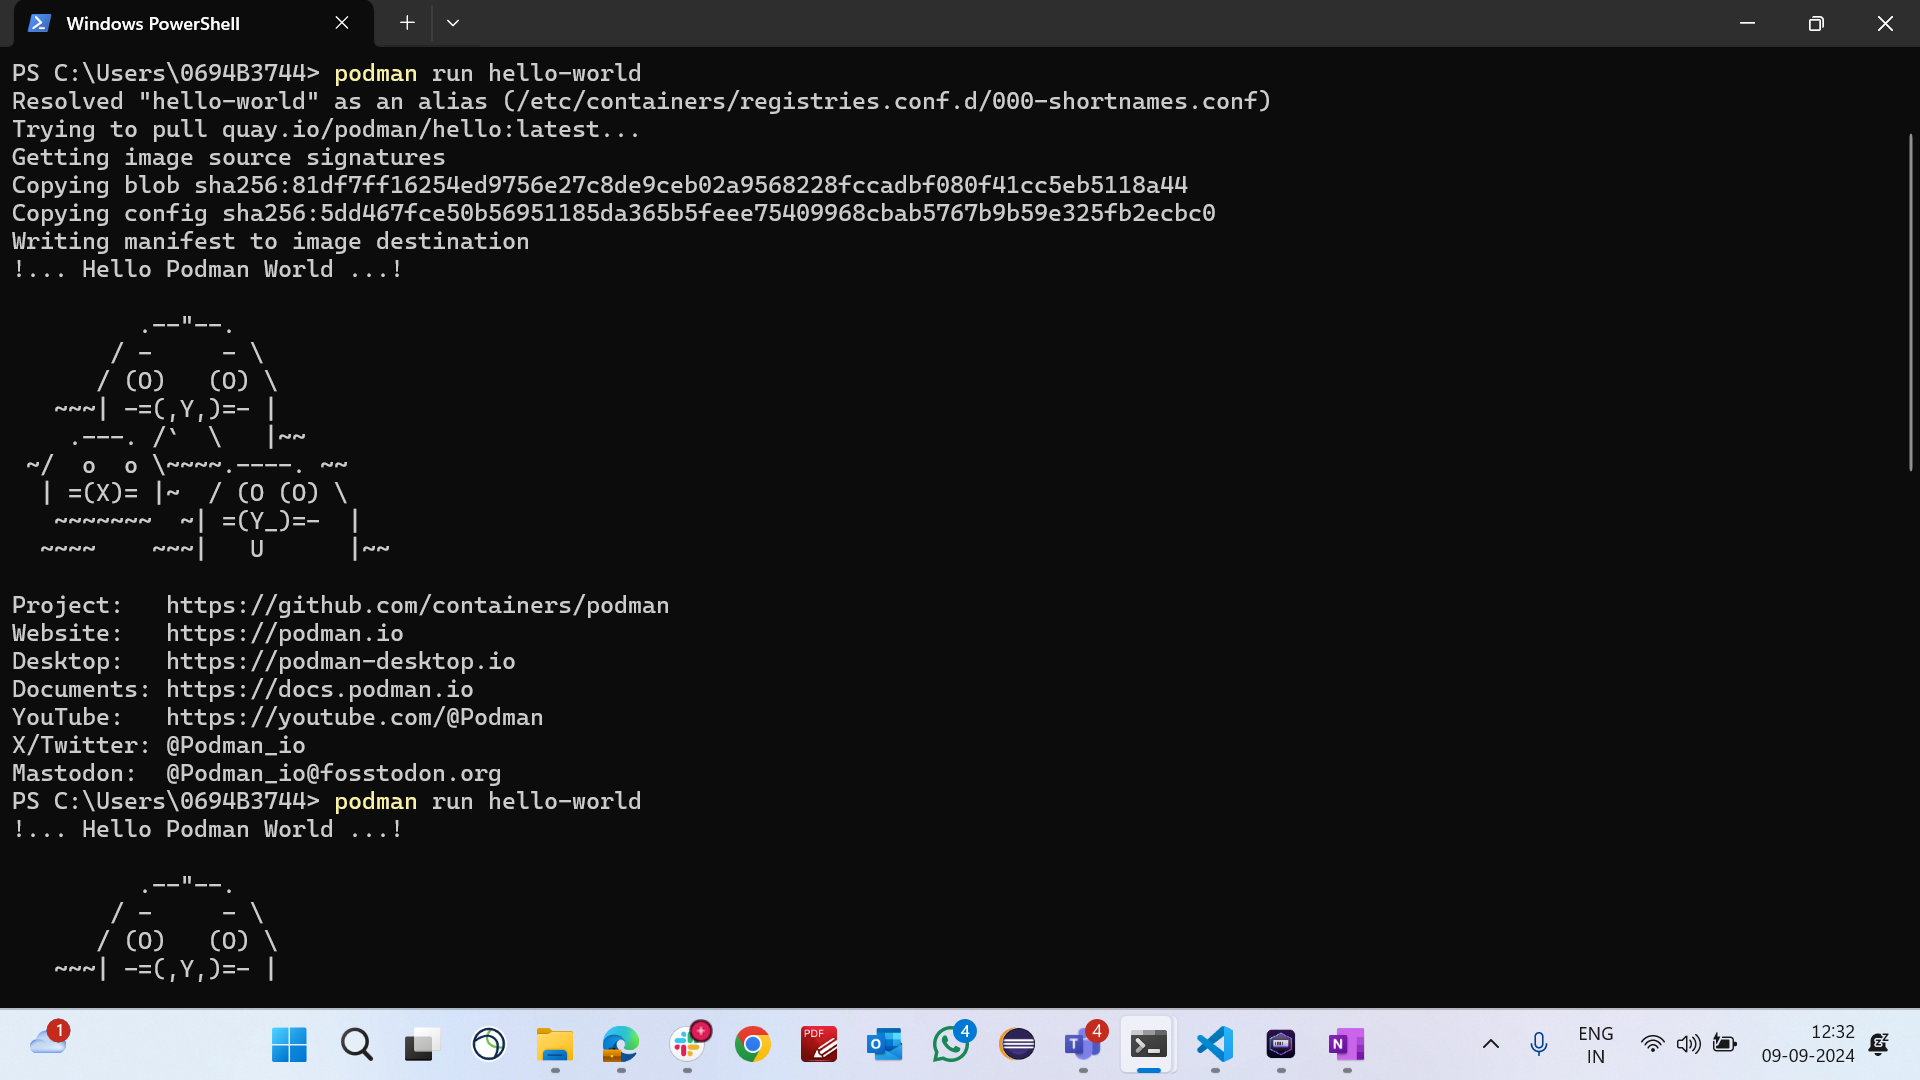 Windows PowerShell
PS C:\Users\0694B3744> podman run hello-world
Resolved "hello-world" as an alias (/etc/containers/registries.conf.d/000-shortnames.conf)
Trying to pull quay.io/podman/hello:latest...
Getting image source signatures
Copying blob sha256:81df7ff16254ed9756e27c8de9ceb02a9568228fccadbf080f41cc5eb5118a44
Copying config sha256:5dd467fce50b56951185da365b5feee75409968cbab5767b9b59e325fb2ecbc0
Writing manifest to image destination
!... Hello Podman World ...!

         .--"--.
       / -     - \
      / (O)   (O) \
   ~~~| -=(,Y,)=- |
    .---. /`  \   |~~
 ~/  o  o \~~~~.----. ~~
  | =(X)= |~  / (O (O) \
   ~~~~~~~  ~| =(Y_)=-  |
  ~~~~    ~~~|   U      |~~

Project:   https://github.com/containers/podman
Website:   https://podman.io
Desktop:   https://podman-desktop.io
Documents: https://docs.podman.io
YouTube:   https://youtube.com/@Podman
X/Twitter: @Podman_io
Mastodon:  @Podman_io@fosstodon.org
PS C:\Users\0694B3744> podman run hello-world
!... Hello Podman World ...!

         .--"--.
       / -     - \
      / (O)   (O) \
   ~~~| -=(,Y,)=- |
1
PDF
4
4
ENG
IN
12:32
09-09-2024